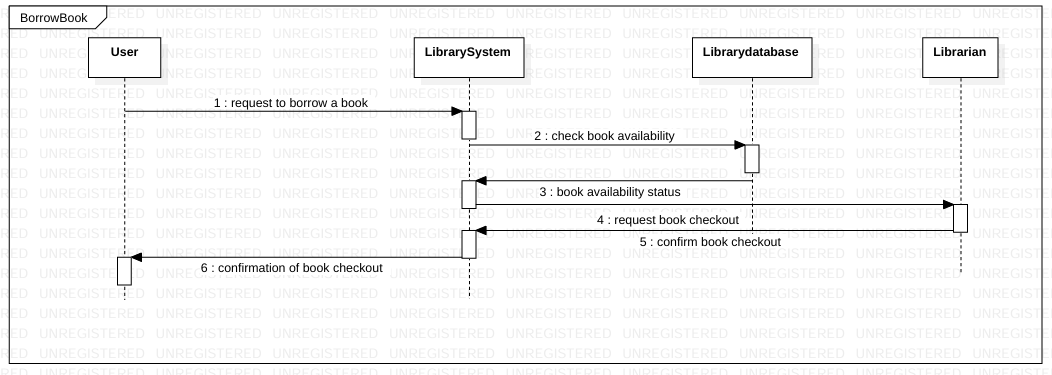 BorrowBook
User
LibrarySystem
Librarydatabase
Librarian
1 : request to borrow a book
2 : check book availability
3 : book availability status
4 : request book checkout
5 : confirm book checkout
6 : confirmation of book checkout
UNREGISTERED